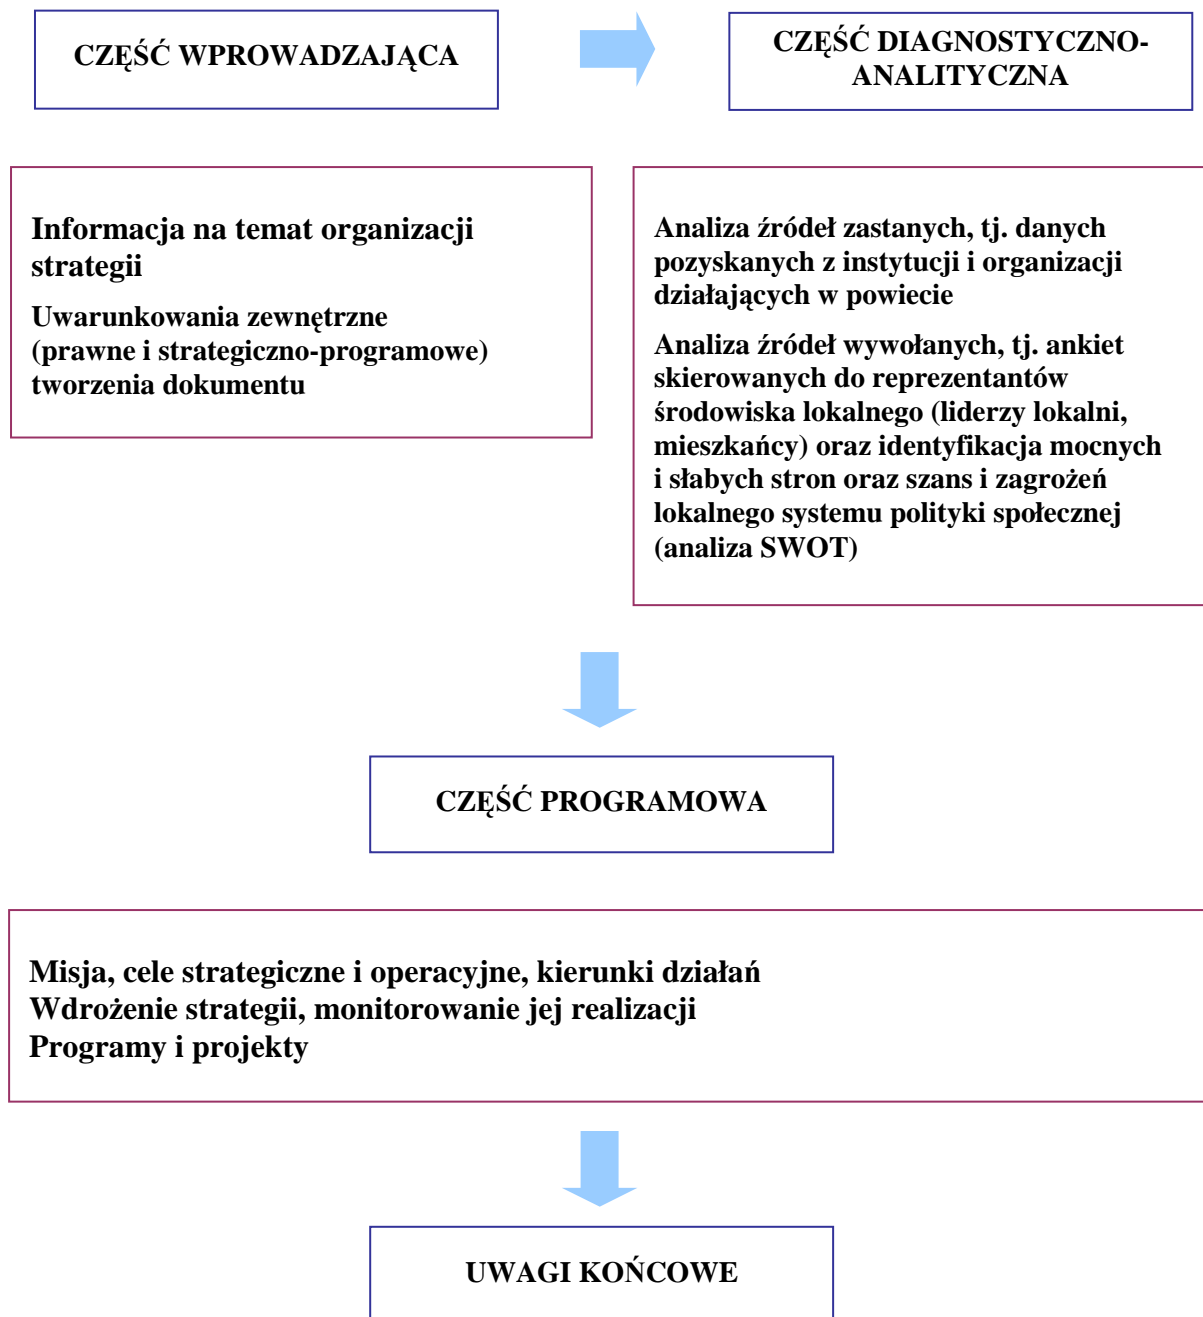 CZĘŚĆ WPROWADZAJĄCA
CZĘŚĆ DIAGNOSTYCZNO-
ANALITYCZNA
Informacja na temat organizacji
strategii
Uwarunkowania zewnętrzne
(prawne i strategiczno-programowe)
tworzenia dokumentu
Analiza źródeł zastanych, tj. danych
pozyskanych z instytucji i organizacji
działających w powiecie
Analiza źródeł wywołanych, tj. ankiet
skierowanych do reprezentantów
środowiska lokalnego (liderzy lokalni,
mieszkańcy) oraz identyfikacja mocnych
i słabych stron oraz szans i zagrożeń
lokalnego systemu polityki społecznej
(analiza SWOT)
CZĘŚĆ PROGRAMOWA
Misja, cele strategiczne i operacyjne, kierunki działań
Wdrożenie strategii, monitorowanie jej realizacji
Programy i projekty
UWAGI KOŃCOWE